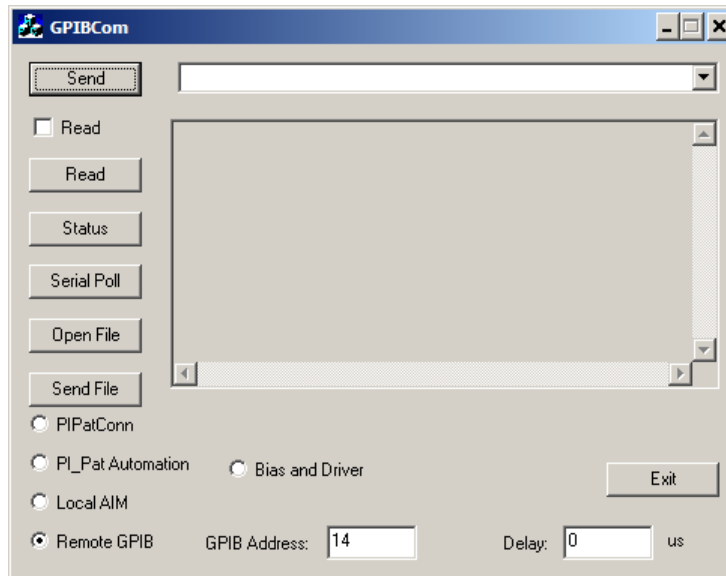 GPIBCom
Send
Read
Read
Status
Serial Poll
Open File
Send File
PIPatConn
PI_Pat Automation
Bias and Driver
Exit
Local AIM
Remote GPIB GPIB Address: 14 Delay: 0 us